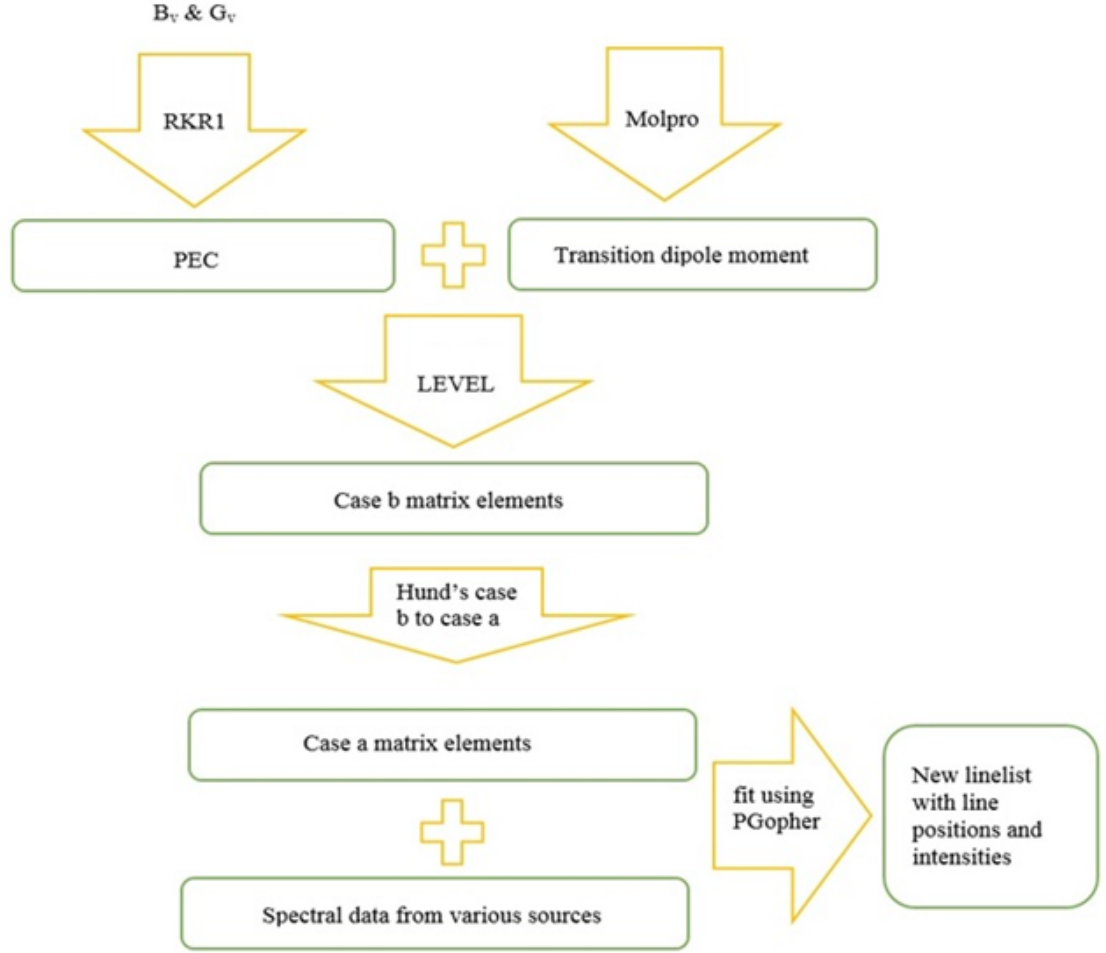 Bv & Gv
RKR1
Molpro
PEC
Transition dipole moment
LEVEL
Case b matrix elements
Hund’s case
b to case a
Case a matrix elements
fit using
PGopher
New linelist
with line
positions and
intensities
Spectral data from various sources